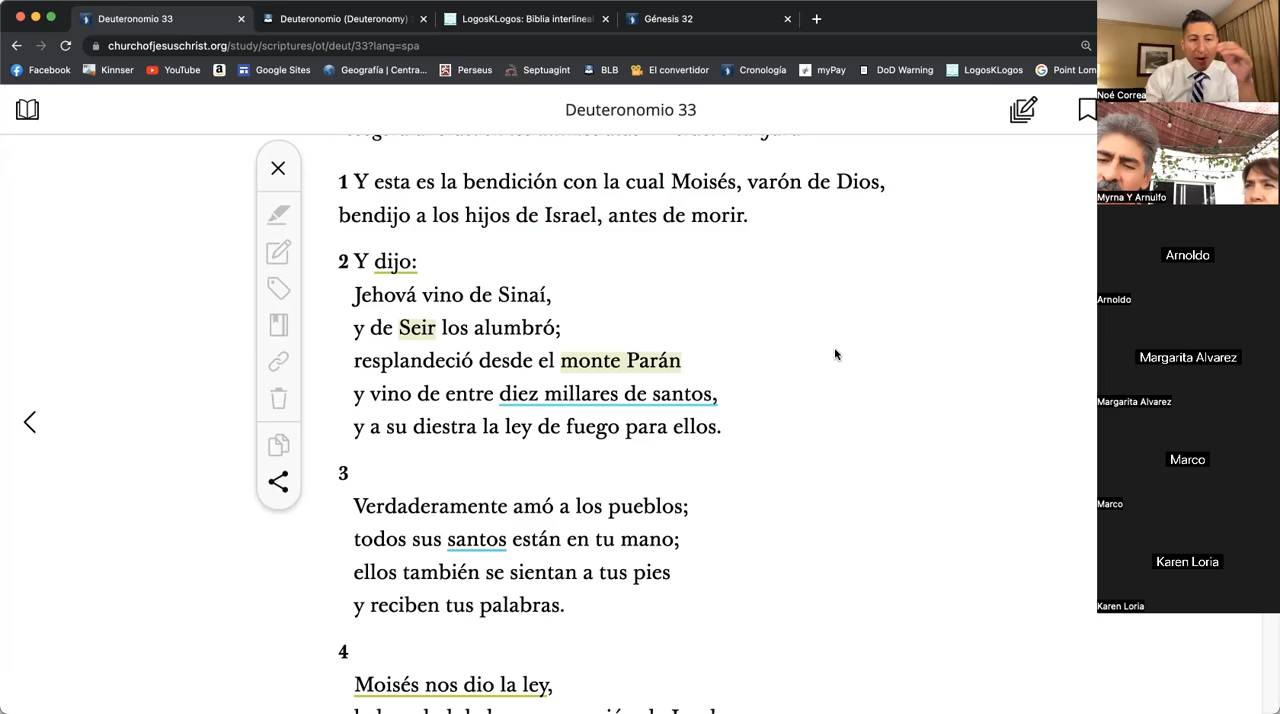 Deuteronomio 33
Deuteronomio (Deuteronomy)
LogosKLogos: Biblia interlineal
Génesis 32
churchofjesuschrist.org/study/scriptures/ot/deut/33?lang=spa
Facebook
Kinnser
YouTube
Google Sites
Geografía | Centra...
Perseus
Septuagint
BLB
El convertidor
Cronología
myPay
DoD Warning
LogosKLogos
Point Lom
Deuteronomio 33
1 Y esta es la bendición con la cual Moisés, varón de Dios,
bendijo a los hijos de Israel, antes de morir.
2 Y dijo:
Jehová vino de Sinaí,
y de Seir los alumbró;
resplandeció desde el monte Parán
y vino de entre diez millares de santos,
y a su diestra la ley de fuego para ellos.
3
Verdaderamente amó a los pueblos;
todos sus santos están en tu mano;
ellos también se sientan a tus pies
y reciben tus palabras.
4
Moisés nos dio la ley,
Noé Correa
Myrna Y Arnulfo
Arnoldo
Arnoldo
Margarita Alvarez
Margarita Alvarez
Marco
Marco
Karen Loria
Karen Loria